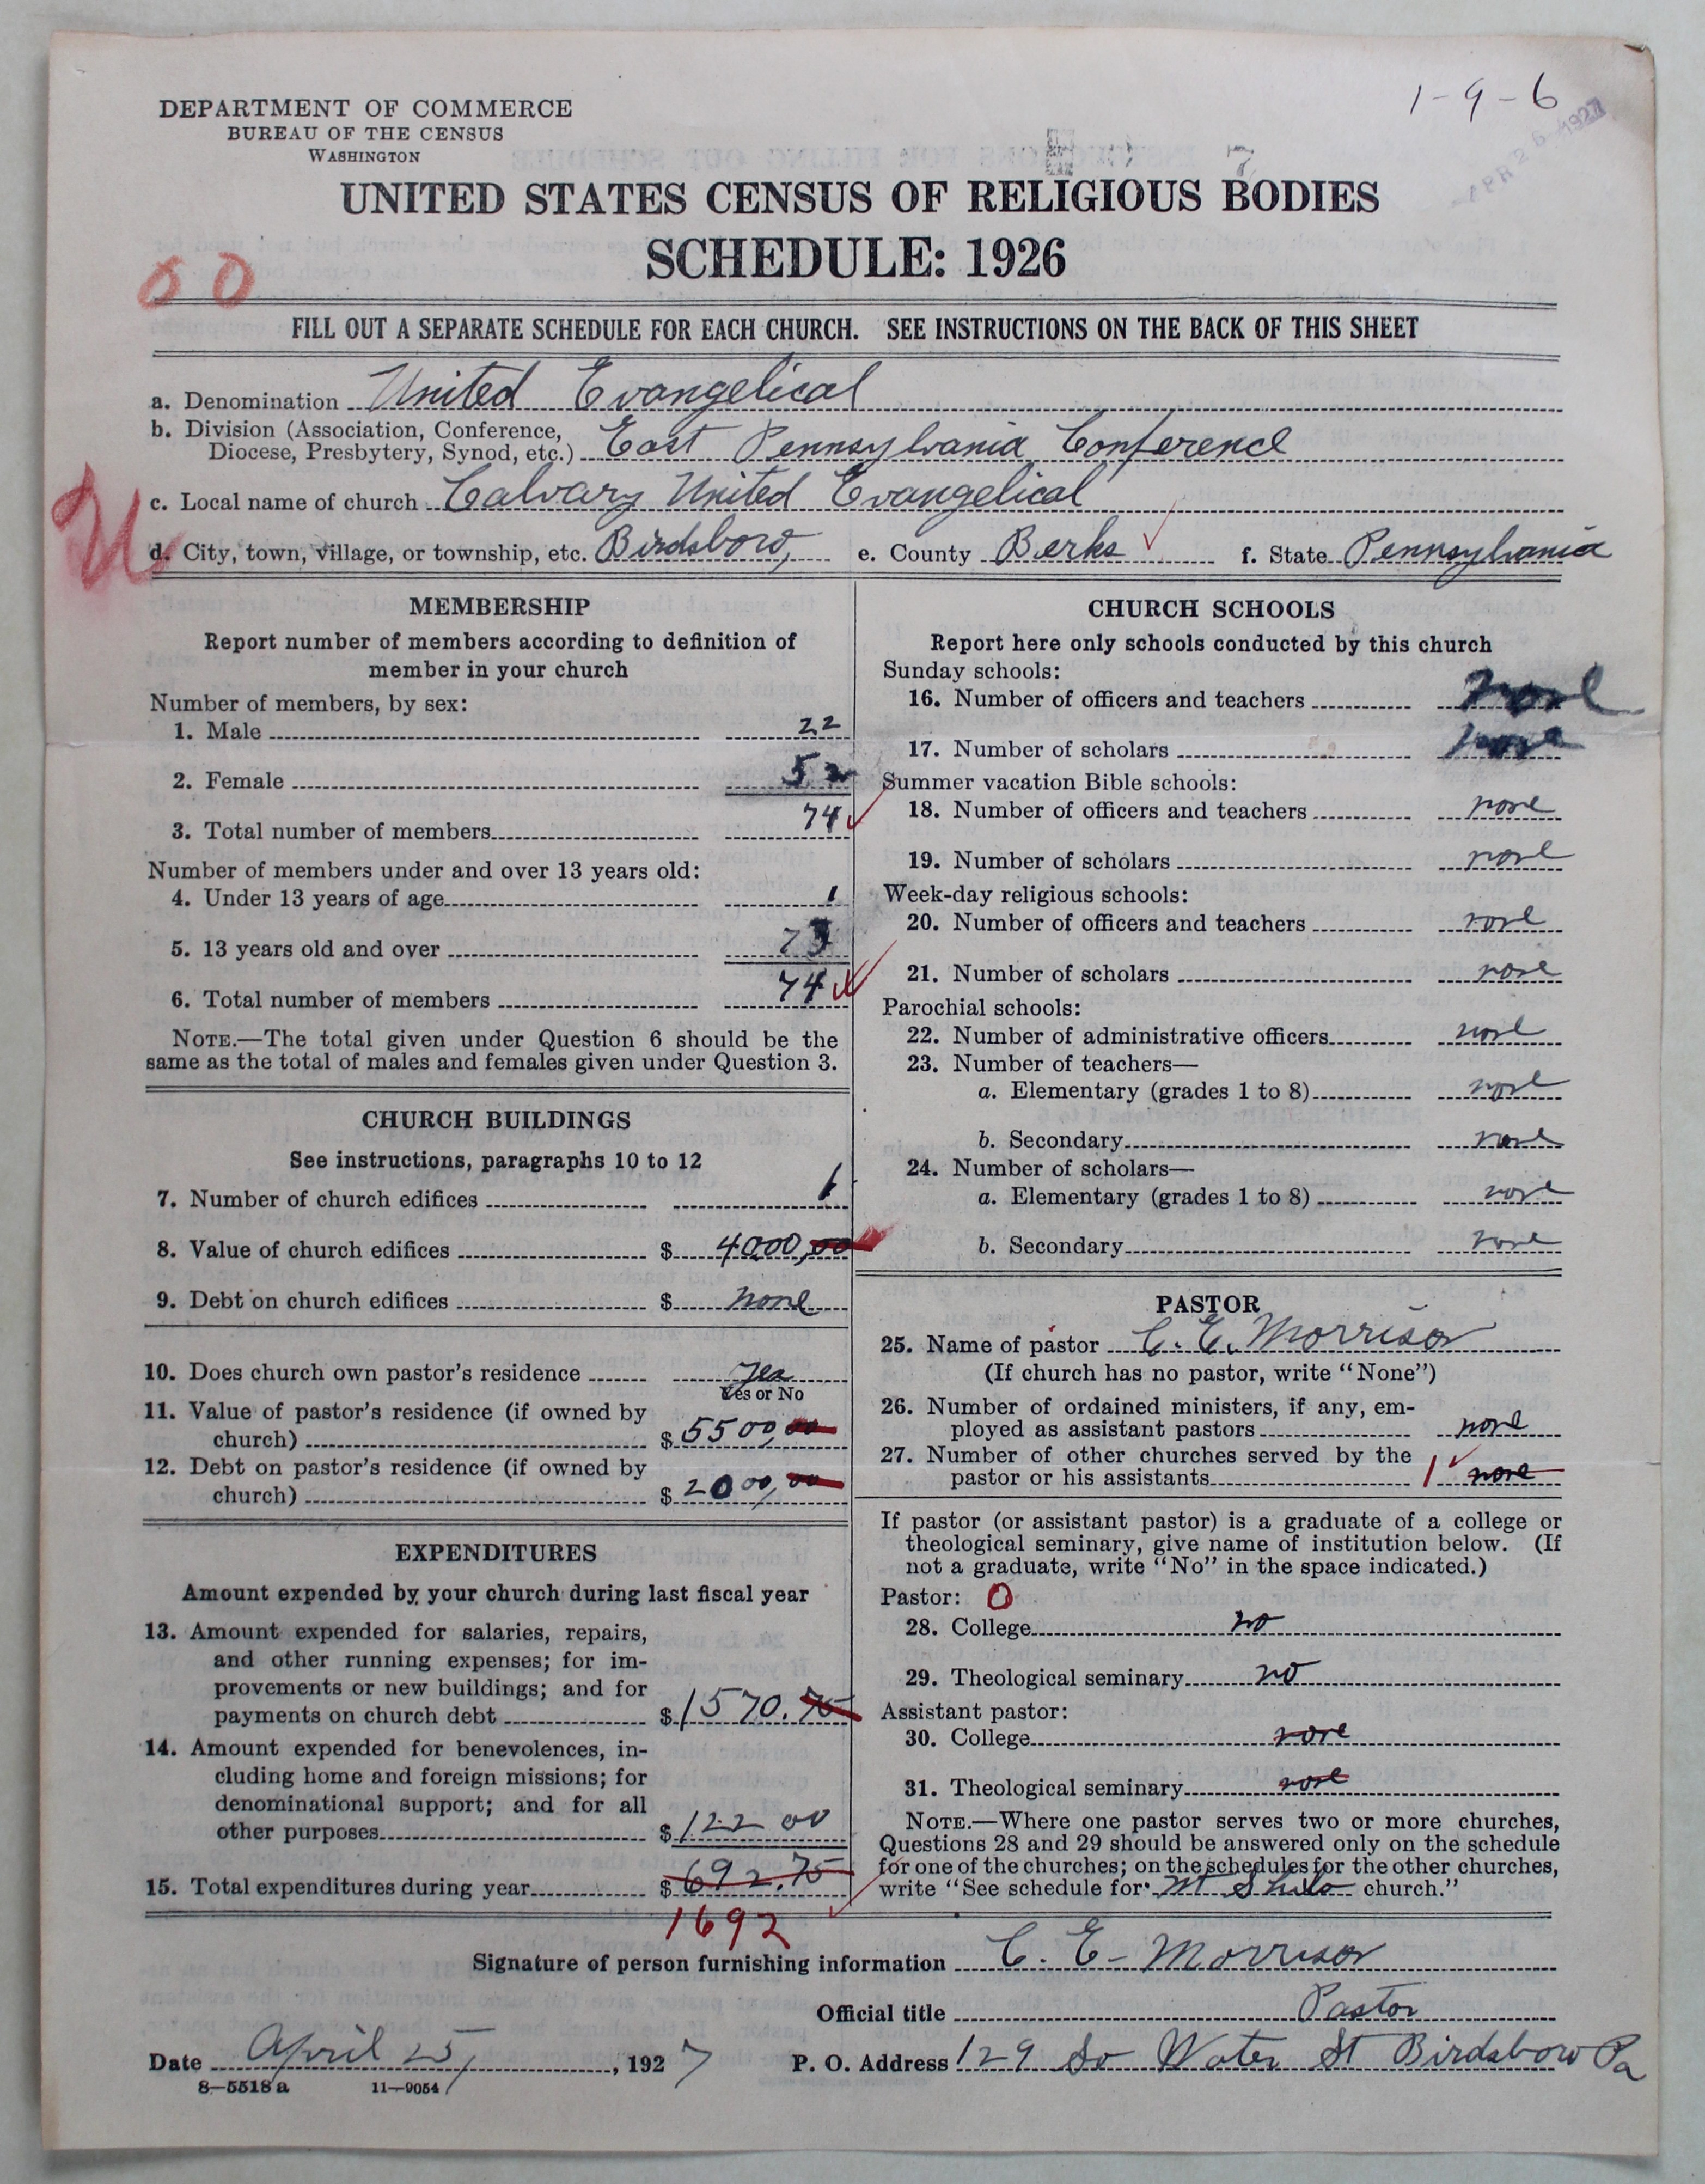 1-9-6
APR 26 1927
DEPARTMENT OF COMMERCE
BUREAU OF THE CENSUS
WASHINGTON
UNITED STATES CENSUS OF RELIGIOUS BODIES
SCHEDULE: 1926
FILL OUT A SEPARATE SCHEDULE FOR EACH CHURCH. SEE INSTRUCTIONS ON THE BACK OF THIS SHEET
a. Denomination United Evangelical
b. Division (Association, Conference,
Diocese, Presbytery, Synod, etc.) East Pennsylvania Conference
c. Local name of church Calvary United Evangelical
d. City, town, village, or township, etc. Birdsboro, e. County Berks f. State Pennsylvania
MEMBERSHIP
Report number of members according to definition of
member in your church
Number of members, by sex:
1. Male 22
2. Female 52
3. Total number of members 74
Number of members under and over 13 years old:
4. Under 13 years of age 1
5. 13 years old and over 73
6. Total number of members 74
NOTE.—The total given under Question 6 should be the
same as the total of males and females given under Question 3.
CHURCH BUILDINGS
See instructions, paragraphs 10 to 12
7. Number of church edifices 1
8. Value of church edifices $ 4000,00
9. Debt on church edifices $ none
10. Does church own pastor's residence yes
Yes or No
11. Value of pastor's residence (if owned by
church) $ 5500,00
12. Debt on pastor's residence (if owned by
church) $ 2000,00
EXPENDITURES
Amount expended by your church during last fiscal year
13. Amount expended for salaries, repairs,
and other running expenses; for im-
provements or new buildings; and for
payments on church debt $ 1570.75
14. Amount expended for benevolences, in-
cluding home and foreign missions; for
denominational support; and for all
other purposes $ 122 00
15. Total expenditures during year $ 692.75
1692
CHURCH SCHOOLS
Report here only schools conducted by this church
Sunday schools:
16. Number of officers and teachers none
17. Number of scholars none
Summer vacation Bible schools:
18. Number of officers and teachers none
19. Number of scholars none
Week-day religious schools:
20. Number of officers and teachers none
21. Number of scholars none
Parochial schools:
22. Number of administrative officers none
23. Number of teachers—
a. Elementary (grades 1 to 8) none
b. Secondary none
24. Number of scholars—
a. Elementary (grades 1 to 8) none
b. Secondary none
PASTOR
25. Name of pastor C. E. Morrison
(If church has no pastor, write "None")
26. Number of ordained ministers, if any, em-
ployed as assistant pastors none
27. Number of other churches served by the
pastor or his assistants 1 none
If pastor (or assistant pastor) is a graduate of a college or
theological seminary, give name of institution below. (If
not a graduate, write "No" in the space indicated.)
Pastor: 0
28. College no
29. Theological seminary no
Assistant pastor:
30. College none
31. Theological seminary none
NOTE.—Where one pastor serves two or more churches,
Questions 28 and 29 should be answered only on the schedule
for one of the churches; on the schedules for the other churches,
write "See schedule for Mt Shilo church."
Signature of person furnishing information C. E- Morrison
Official title Pastor
Date April 25, 1927 P. O. Address 129 So Water St Birdsboro Pa
8-5518 a 11-9054